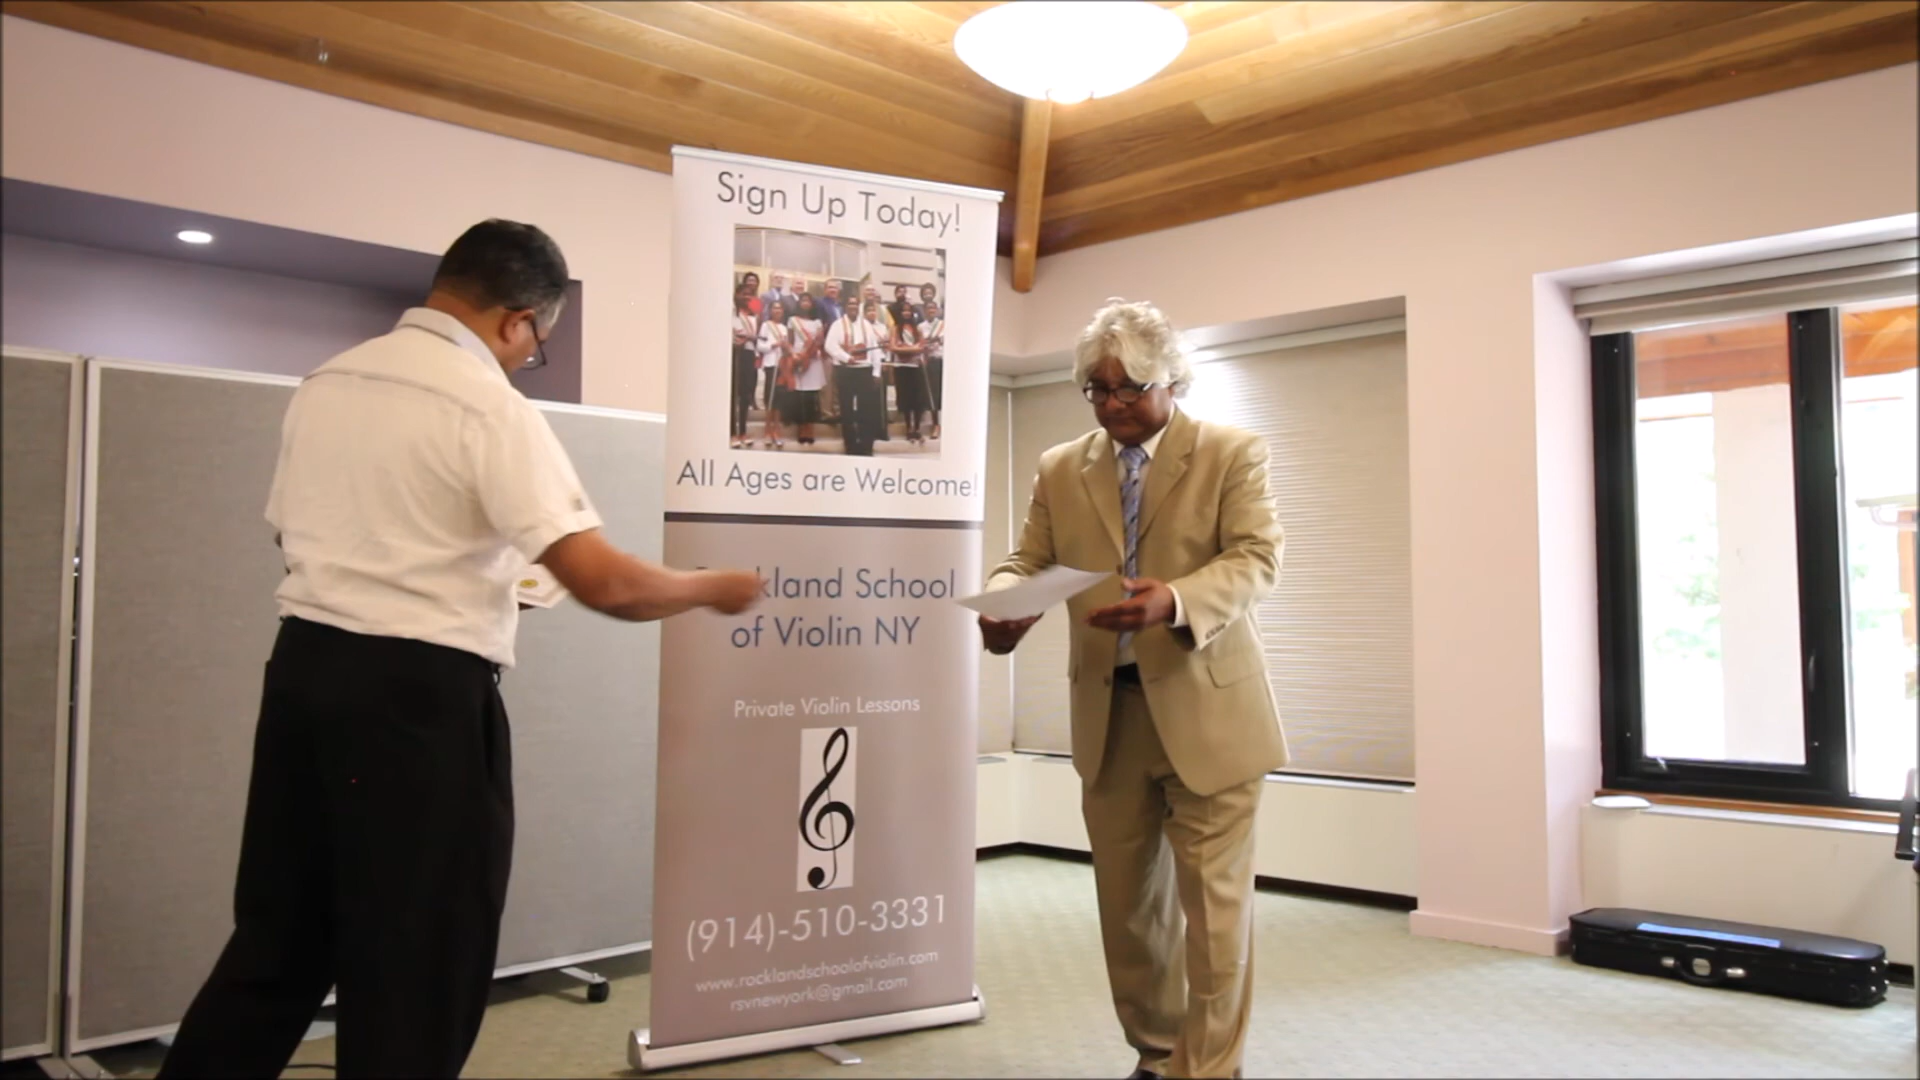 Sign Up Today!
All Ages are Welcome!
kland School
of Violin NY
Private Violin Lessons
(914)-510-3331
www.rocklandschoolofviolin.com
rsvnewyork@gmail.com